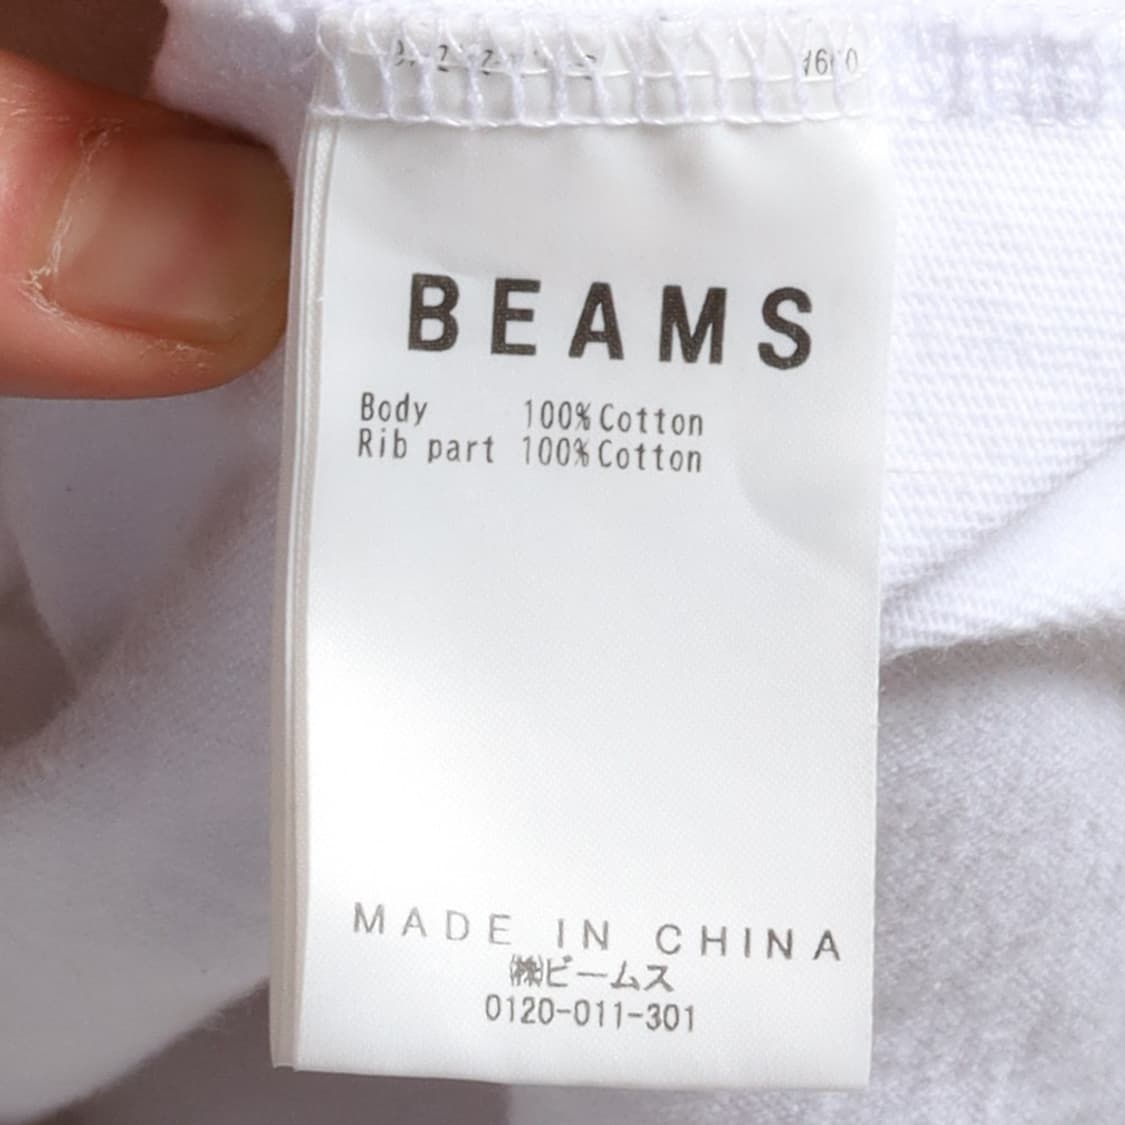 BEAMS
Body 100%Cotton
Rib part 100%Cotton
MADE IN CHINA
㈱ビームス
0120-011-301